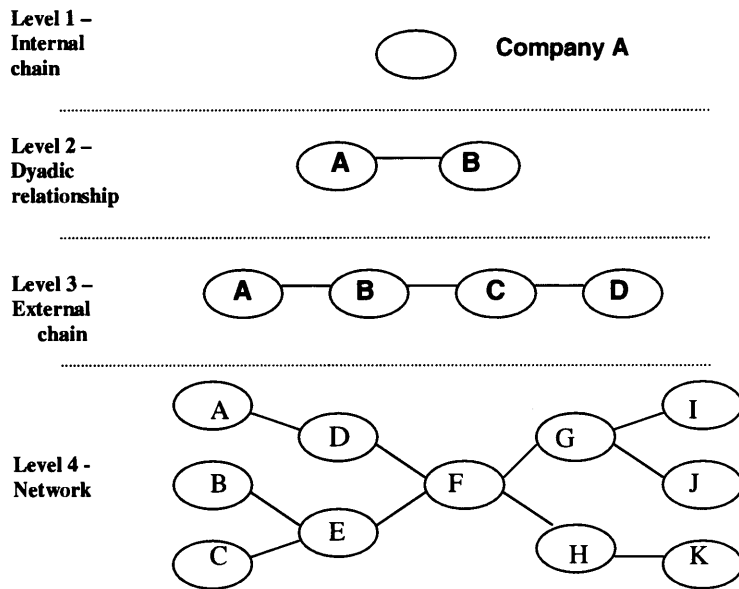 Level 1 –
Internal
chain
Company A
Level 2 –
Dyadic
relationship
A B
Level 3 –
External
chain
A B C D
Level 4 -
Network
A
I
D
G
B
F
J
E
C
H
K